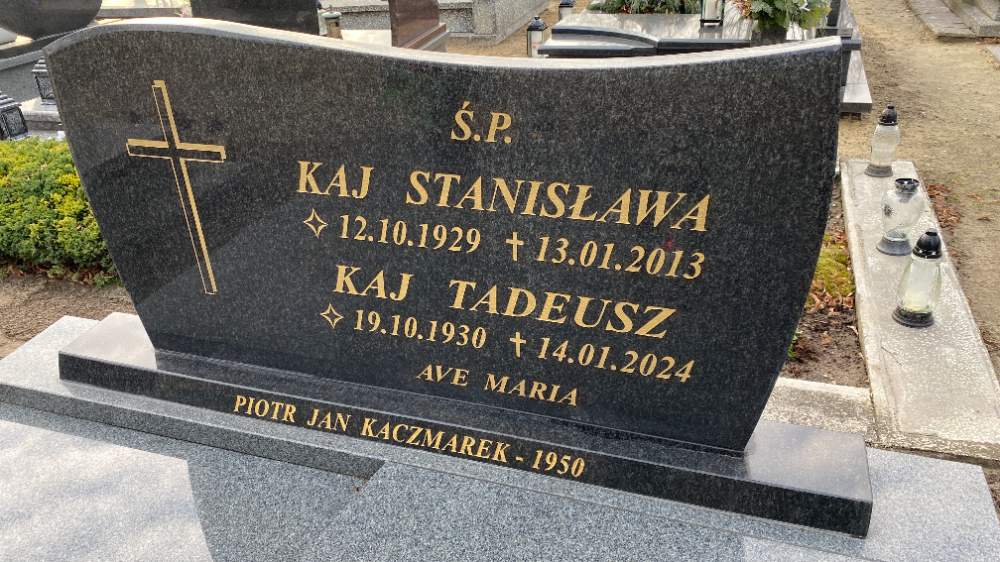 Ś.P.
KAJ STANISŁAWA
12.10.1929 13.01.2013
KAJ TADEUSZ
19.10.1930 14.01.2024
AVE MARIA
PIOTR JAN KACZMAREK - 1950